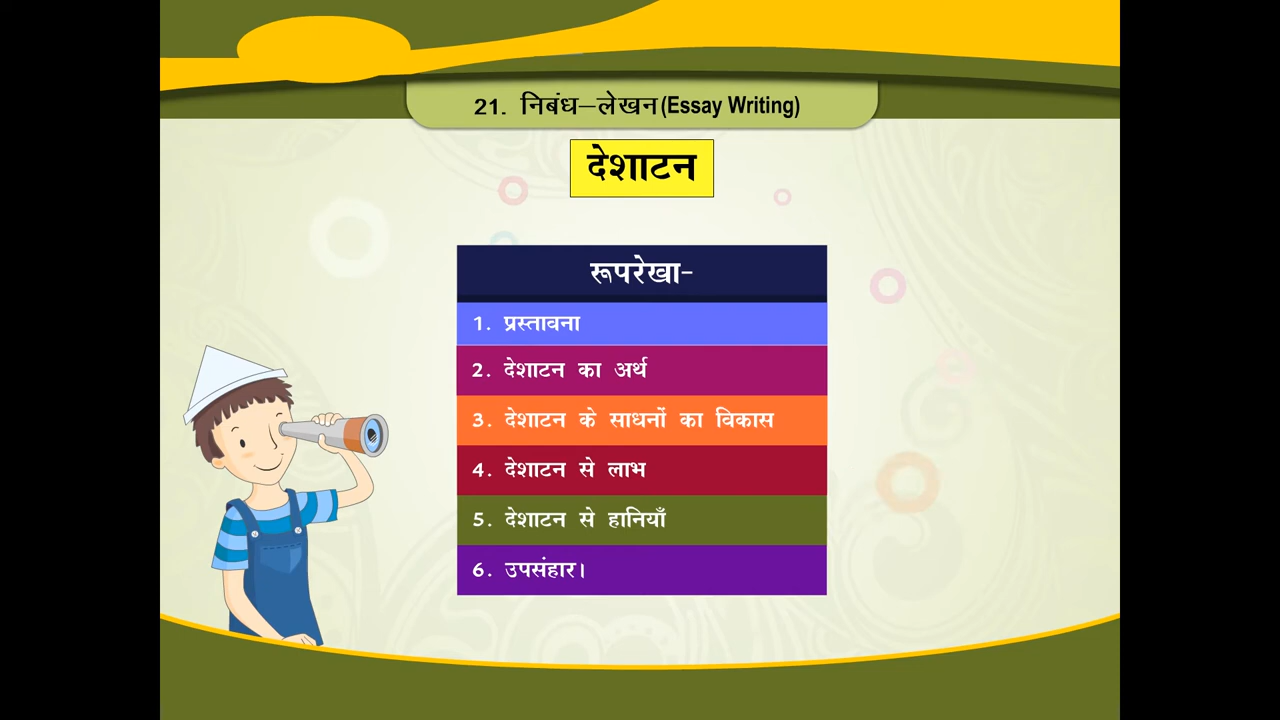 21. निबंध–लेखन(Essay Writing)
देशाटन
रूपरेखा-
1. प्रस्तावना
2. देशाटन का अर्थ
3. देशाटन के साधनों का विकास
4. देशाटन से लाभ
5. देशाटन से हानियाँ
6. उपसंहार।